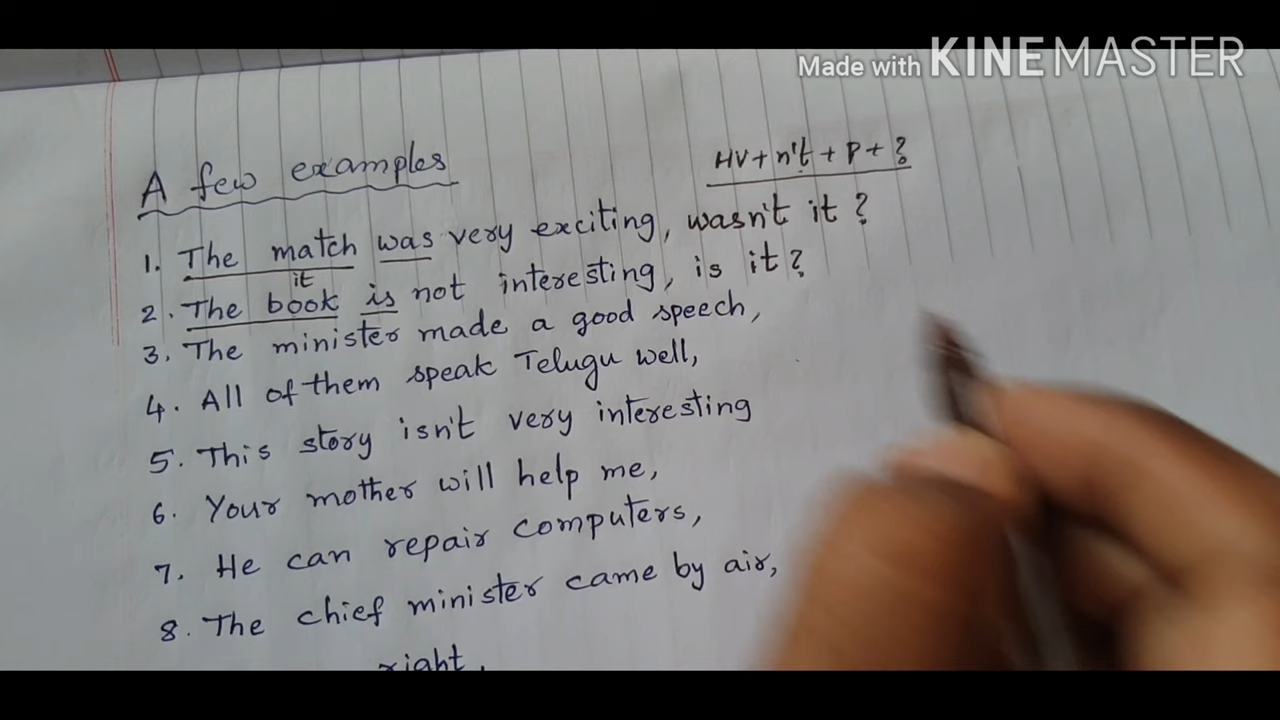 Made with KINEMASTER
A few examples
HV + n't + P + ?
1. The match was very exciting, wasn't it ?
it
2. The book is not interesting, is it ?
3. The minister made a good speech,
4. All of them speak Telugu well,
5. This story isn't very interesting
6. Your mother will help me,
7. He can repair computers,
8. The chief minister came by air,
right,